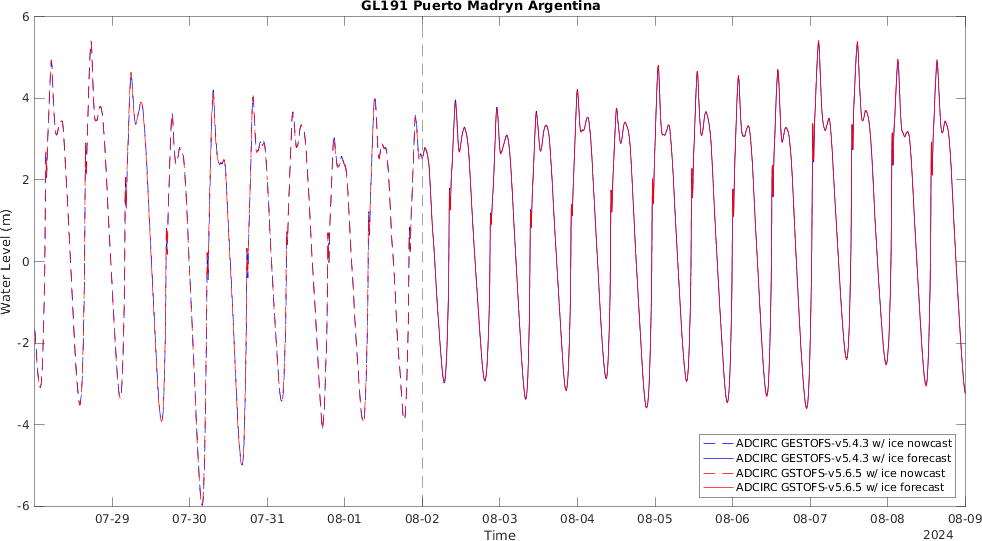 GL191 Puerto Madryn Argentina
6
4
2
0
-2
-4
-6
Water Level (m)
ADCIRC GESTOFS-v5.4.3 w/ ice nowcast
ADCIRC GESTOFS-v5.4.3 w/ ice forecast
ADCIRC GSTOFS-v5.6.5 w/ ice nowcast
ADCIRC GSTOFS-v5.6.5 w/ ice forecast
07-29 07-30 07-31 08-01 08-02 08-03 08-04 08-05 08-06 08-07 08-08 08-09
Time
2024